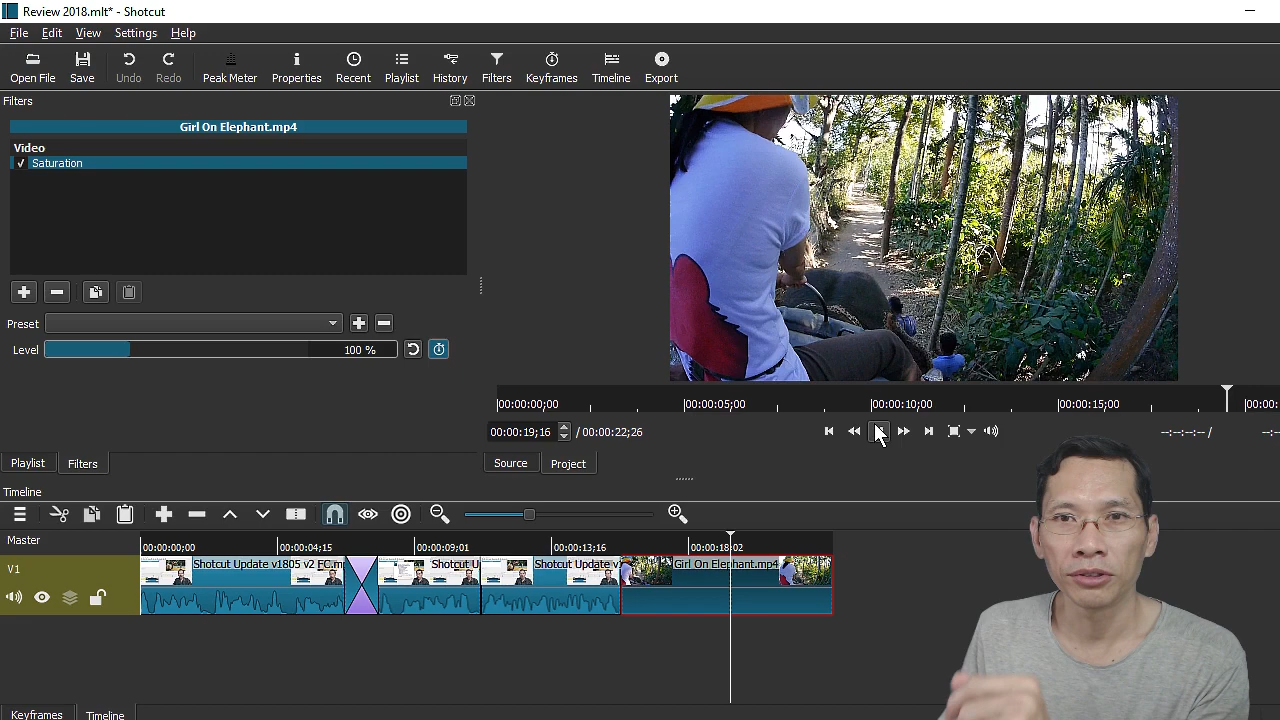 Review 2018.mlt* - Shotcut
File Edit View Settings Help
Open File Save Undo Redo Peak Meter Properties Recent Playlist History Filters Keyframes Timeline Export
Filters
Girl On Elephant.mp4
Video
Saturation
Preset
Level 100 %
00:00:00;00 00:00:05;00 00:00:10;00 00:00:15;00 00:00:
00:00:19;16 / 00:00:22;26 --:--:--:-- /
Playlist Filters
Source Project
Timeline
Master 00:00:00;00 00:00:04;15 00:00:09;01 00:00:13;16 00:00:18;02
V1 Shotcut Update v1805 v2 FC.m Shotcut U Shotcut Update v Girl On Elephant.mp4
Keyframes Timeline